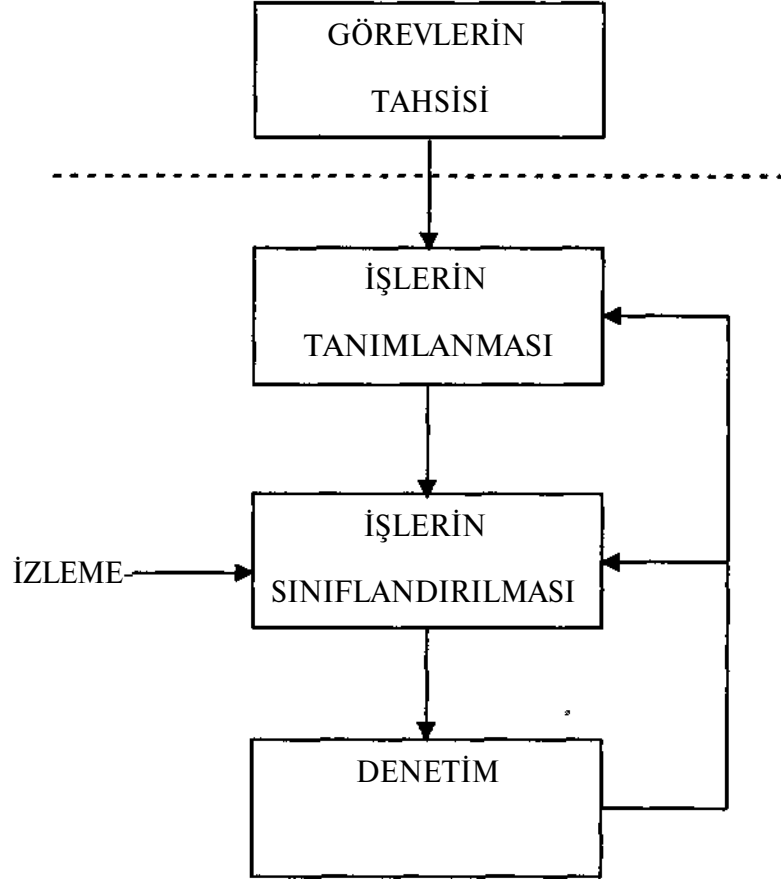 GÖREVLERİN
TAHSİSİ
İŞLERİN
TANIMLANMASI
İŞLERİN
SINIFLANDIRILMASI
İZLEME
DENETİM